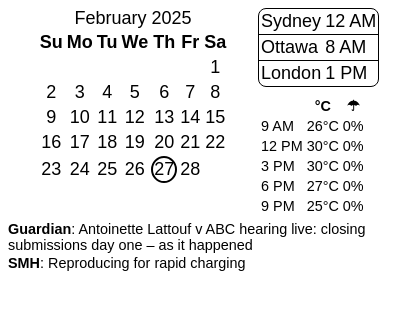 February 2025
Su Mo Tu We Th Fr Sa
1
2 3 4 5 6 7 8
9 10 11 12 13 14 15
16 17 18 19 20 21 22
23 24 25 26 27 28
Sydney 12 AM
Ottawa 8 AM
London 1 PM
°C ☂
9 AM 26°C 0%
12 PM 30°C 0%
3 PM 30°C 0%
6 PM 27°C 0%
9 PM 25°C 0%
Guardian: Antoinette Lattouf v ABC hearing live: closing
submissions day one – as it happened
SMH: Reproducing for rapid charging